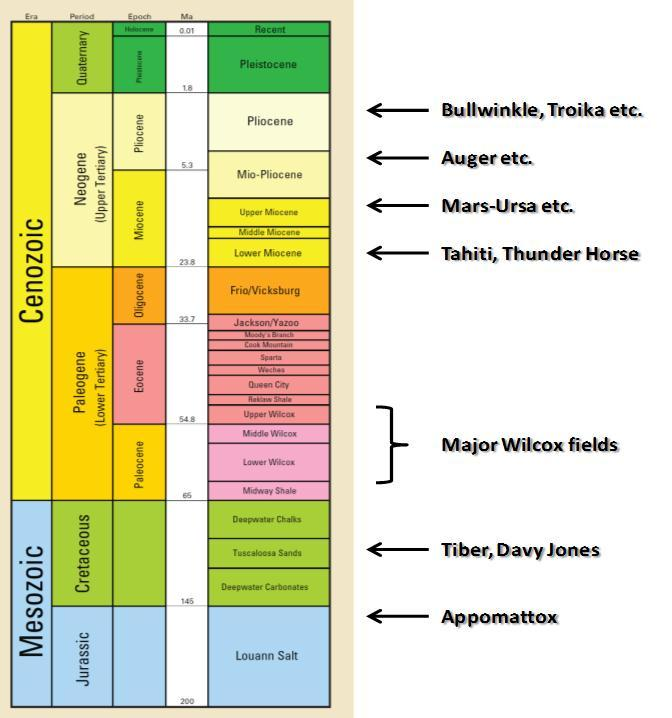 Era Period Epoch Ma
Cenozoic
Mesozoic
Quaternary
Neogene
(Upper Tertiary)
Paleogene
(Lower Tertiary)
Cretaceous
Jurassic
Holocene
Pleistocene
Pliocene
Miocene
Oligocene
Eocene
Paleocene
0.01
1.8
5.3
23.8
33.7
54.8
65
145
200
Recent
Pleistocene
Pliocene
Mio-Pliocene
Upper Miocene
Middle Miocene
Lower Miocene
Frio/Vicksburg
Jackson/Yazoo
Moody's Branch
Cook Mountain
Sparta
Weches
Queen City
Reklaw Shale
Upper Wilcox
Middle Wilcox
Lower Wilcox
Midway Shale
Deepwater Chalks
Tuscaloosa Sands
Deepwater Carbonates
Louann Salt
Bullwinkle, Troika etc.
Auger etc.
Mars-Ursa etc.
Tahiti, Thunder Horse
Major Wilcox fields
Tiber, Davy Jones
Appomattox